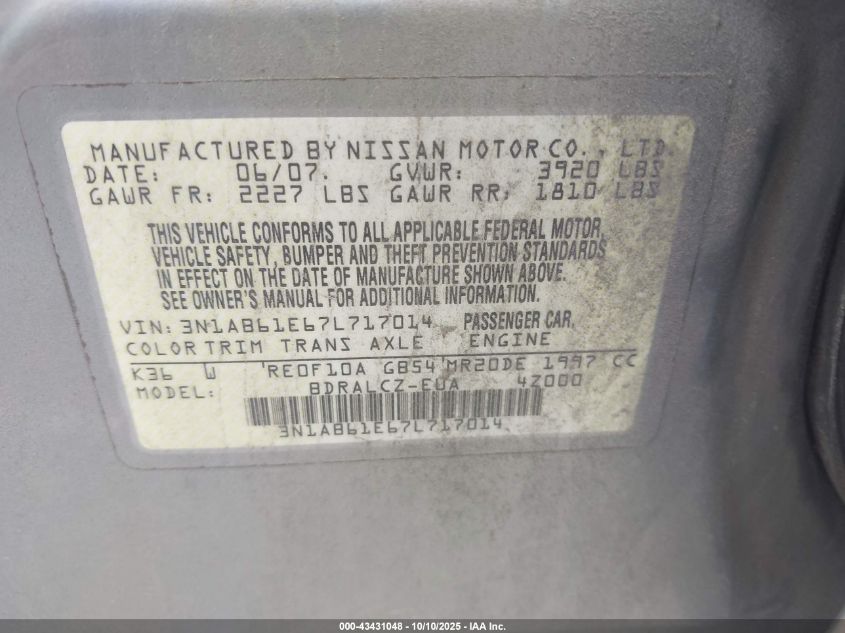 MANUFACTURED BY NISSAN MOTOR CO., LTD.
DATE: 06/07. GVWR: 3920 LBS
GAWR FR: 2227 LBS GAWR RR: 1810 LBS
THIS VEHICLE CONFORMS TO ALL APPLICABLE FEDERAL MOTOR
VEHICLE SAFETY, BUMPER AND THEFT PREVENTION STANDARDS
IN EFFECT ON THE DATE OF MANUFACTURE SHOWN ABOVE.
SEE OWNER'S MANUAL FOR ADDITIONAL INFORMATION.
VIN: 3N1AB61E67L717014 PASSENGER CAR
COLOR TRIM TRANS AXLE ENGINE
K36 W RE0F10A GB54 MR20DE 1997 CC
MODEL: BDRALCZ-EUA 4Z000
3N1AB61E67L717014
000-43431048 - 10/10/2025 - IAA Inc.